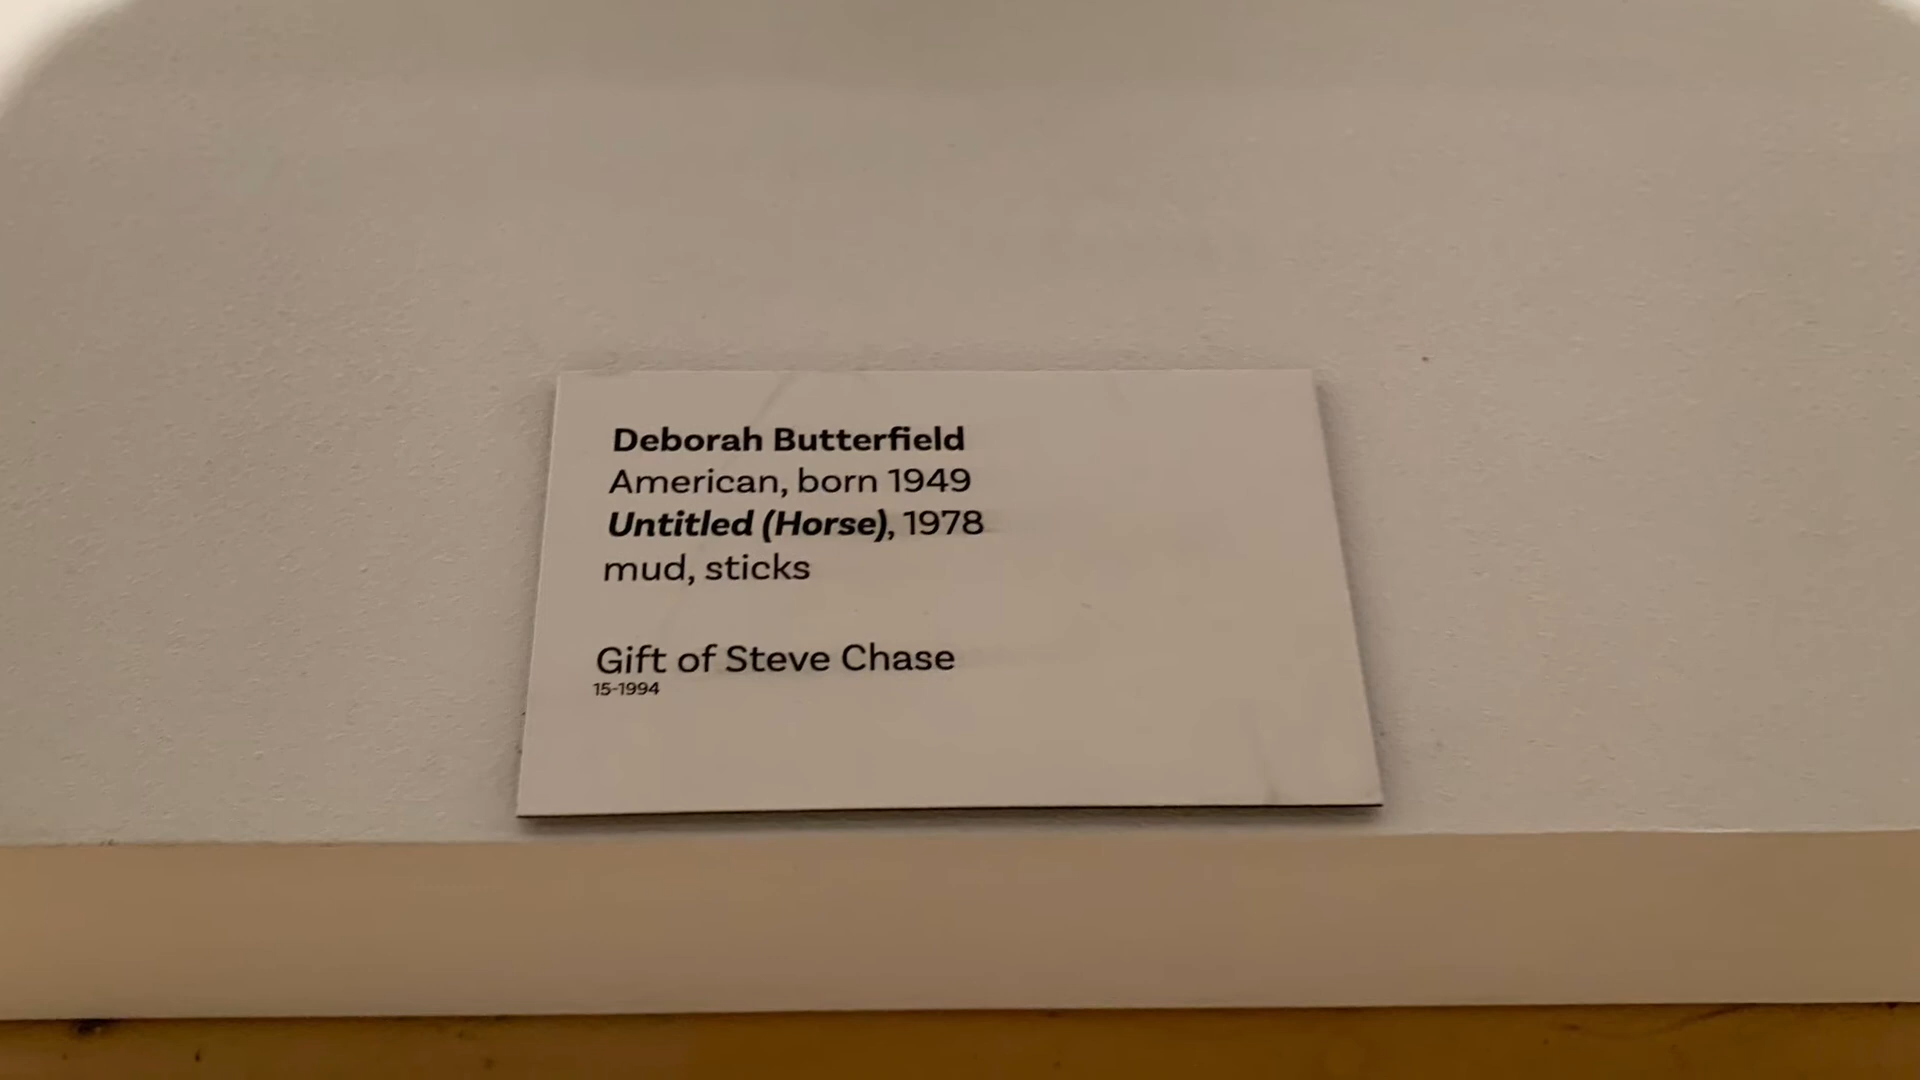 Deborah Butterfield
American, born 1949
Untitled (Horse), 1978
mud, sticks
Gift of Steve Chase
15-1994